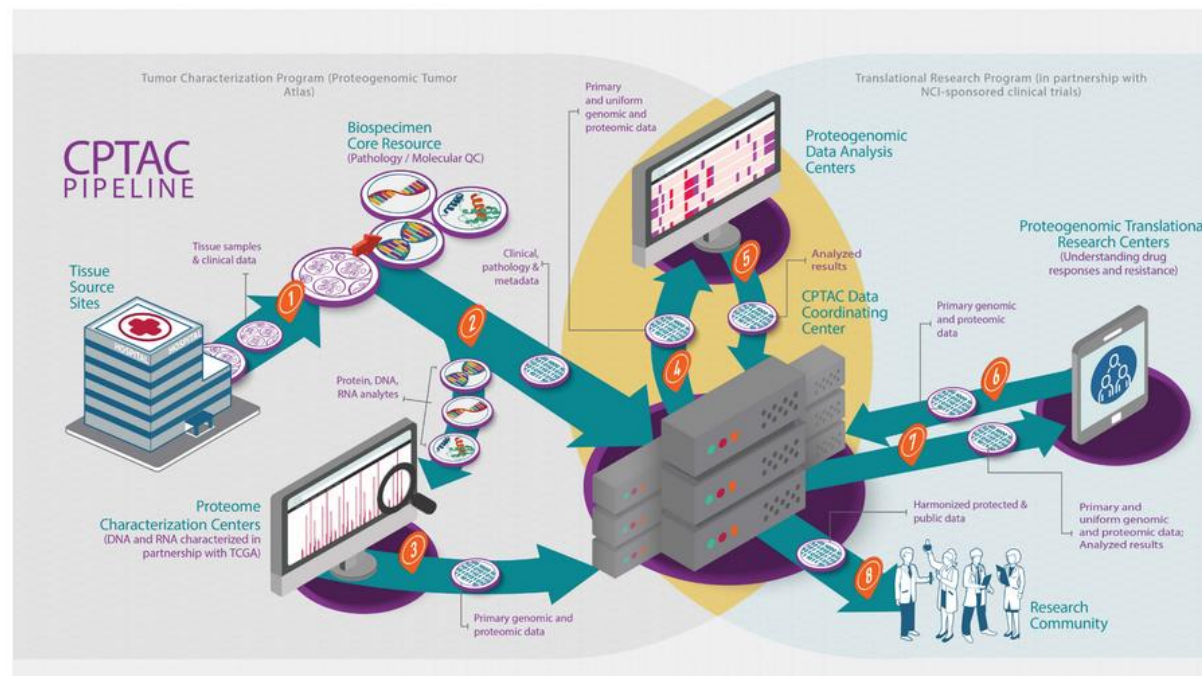 Tumor Characterization Program (Proteogenomic Tumor
Atlas)
Translational Research Program (in partnership with
NCI-sponsored clinical trials)
CPTAC
PIPELINE
Biospecimen
Core Resource
(Pathology / Molecular QC)
Primary
and uniform
genomic and
proteomic data
Proteogenomic
Data Analysis
Centers
Tissue samples
& clinical data
Tissue
Source
Sites
HOSPITAL
HOSPITAL
1
2
Clinical,
pathology &
metadata
Protein, DNA,
RNA analytes
4
5
Analyzed
results
CPTAC Data
Coordinating
Center
Proteogenomic Translational
Research Centers
(Understanding drug
responses and resistance)
Primary genomic
and proteomic
data
6
7
Proteome
Characterization Centers
(DNA and RNA characterized in
partnership with TCGA)
3
Primary genomic and
proteomic data
Harmonized protected &
public data
Primary and
uniform genomic
and proteomic data;
Analyzed results
8
Research
Community